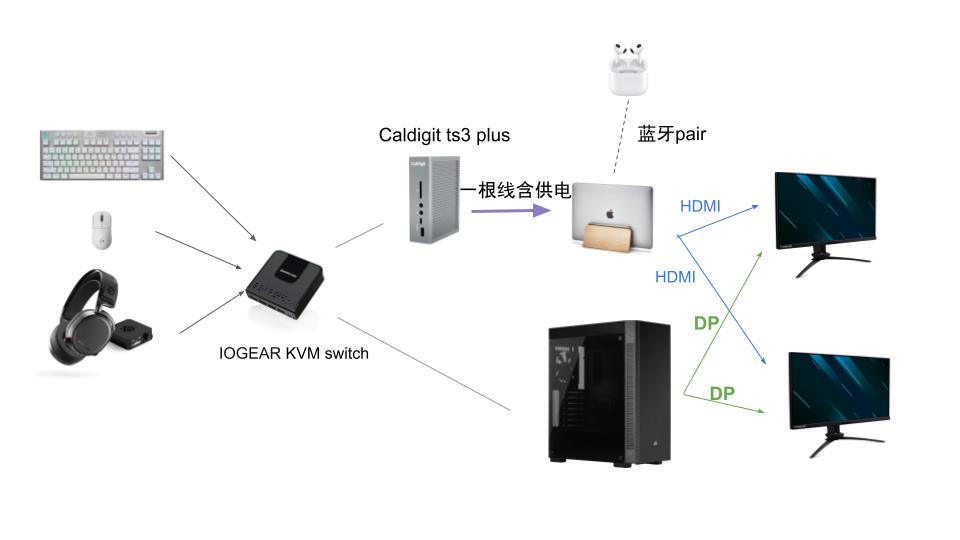 蓝牙pair
Caldigit ts3 plus
CalDigit
一根线含供电
HDMI
HDMI
DP
DP
IOGEAR KVM switch